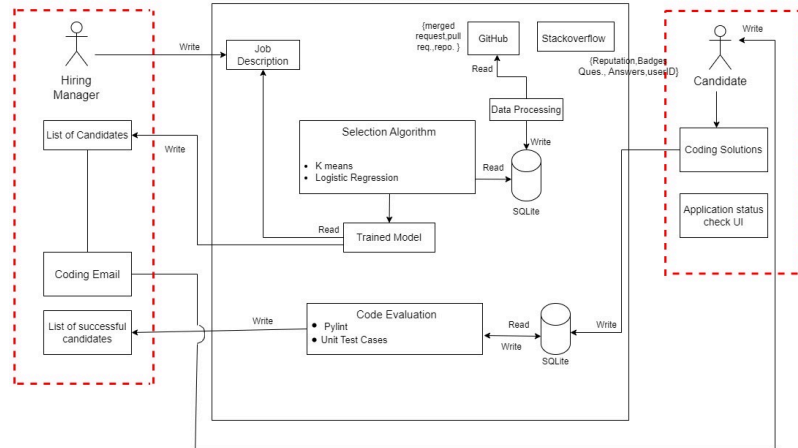 Write
Hiring
Manager
Job
Description
{merged
request,pull
req.,repo. }
GitHub
Stackoverflow
{Reputation,Badges
Ques., Answers,userID}
Write
Candidate
Read
Data Processing
Write
List of Candidates
Write
Selection Algorithm
K means
Logistic Regression
Read
SQLite
Coding Solutions
Application status
check UI
Read
Trained Model
Coding Email
List of successful
candidates
Write
Code Evaluation
Pylint
Unit Test Cases
Read
Write
SQLite
Write